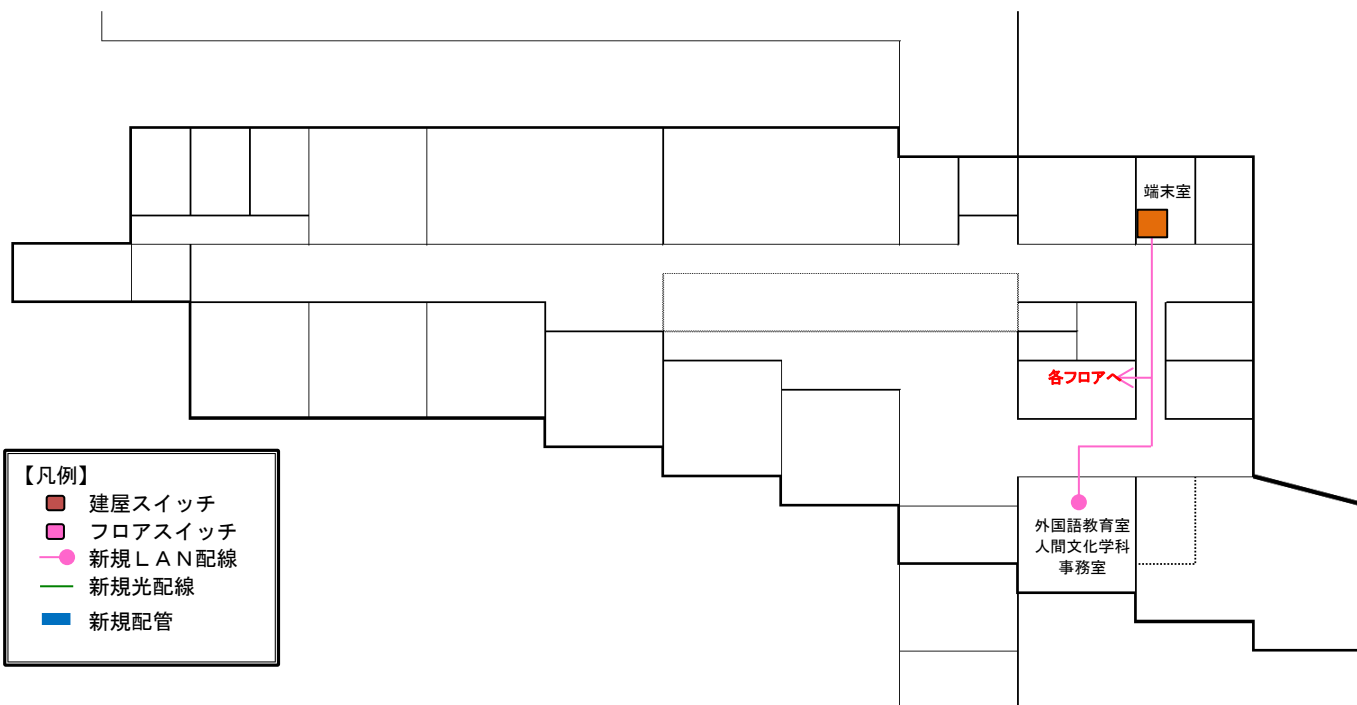 端末室
各フロアへ
外国語教育室
人間文化学科
事務室
【凡例】
建屋スイッチ
フロアスイッチ
新規ＬＡＮ配線
新規光配線
新規配管